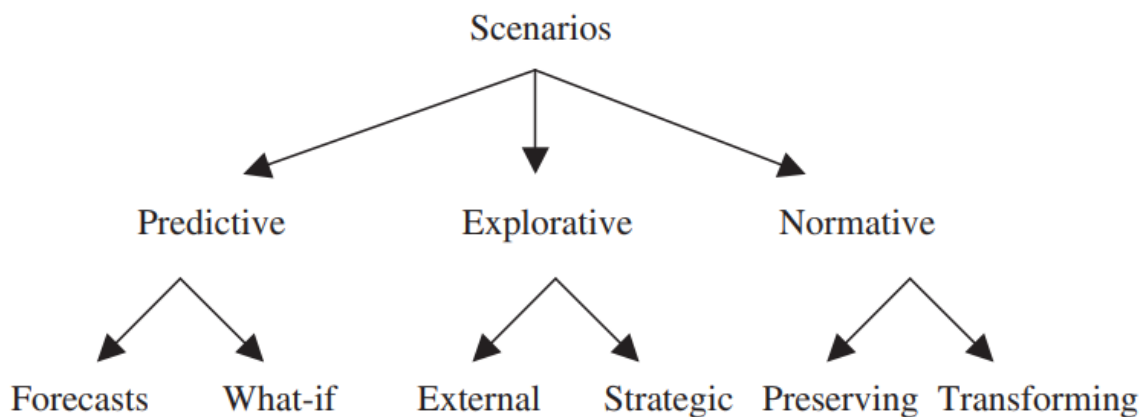 Scenarios
Predictive Explorative Normative
Forecasts What-if External Strategic Preserving Transforming